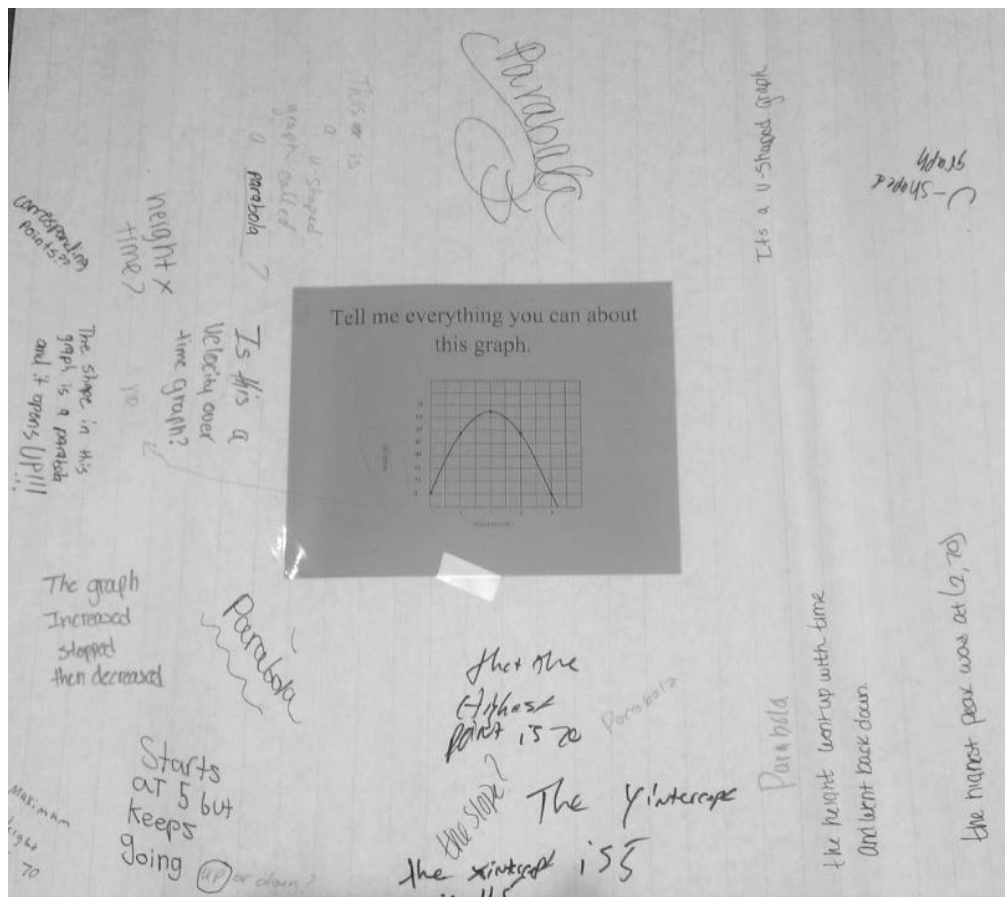 Parabola
This or is
a
U-shaped
graph called
a parabola ?
Its a U-Shaped graph
U-shaped
graph
corresponding
points??
height x
time?
Tell me everything you can about
this graph.
Is this a
velocity over
time graph?
no
The shape in this
graph is a parabola
and it opens UP!!!
The graph
Increased
stopped
then decreased
Parabola
that the
Highest
point is 70
Parabola
Parabola
the height went up with time
and went back down
the highest peak was at (2, 70)
Starts
at 5 but
keeps
going up or down?
Maximum
70
the slope?
The y intercept
is 5
the xintercept